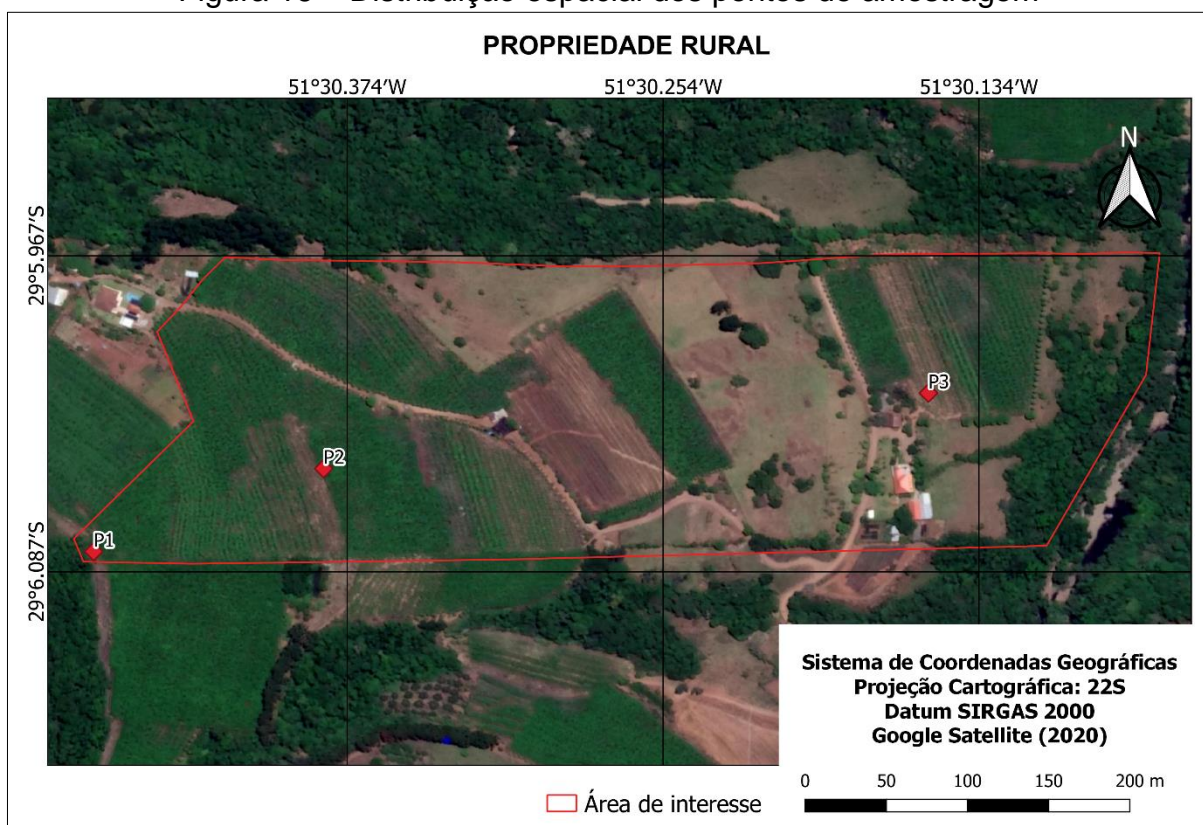 PROPRIEDADE RURAL
51°30.374′W 51°30.254′W 51°30.134′W
N
29°5.967′S
P3
P2
P1
29°6.087′S
Sistema de Coordenadas Geográficas
Projeção Cartográfica: 22S
Datum SIRGAS 2000
Google Satellite (2020)
0 50 100 150 200 m
Área de interesse